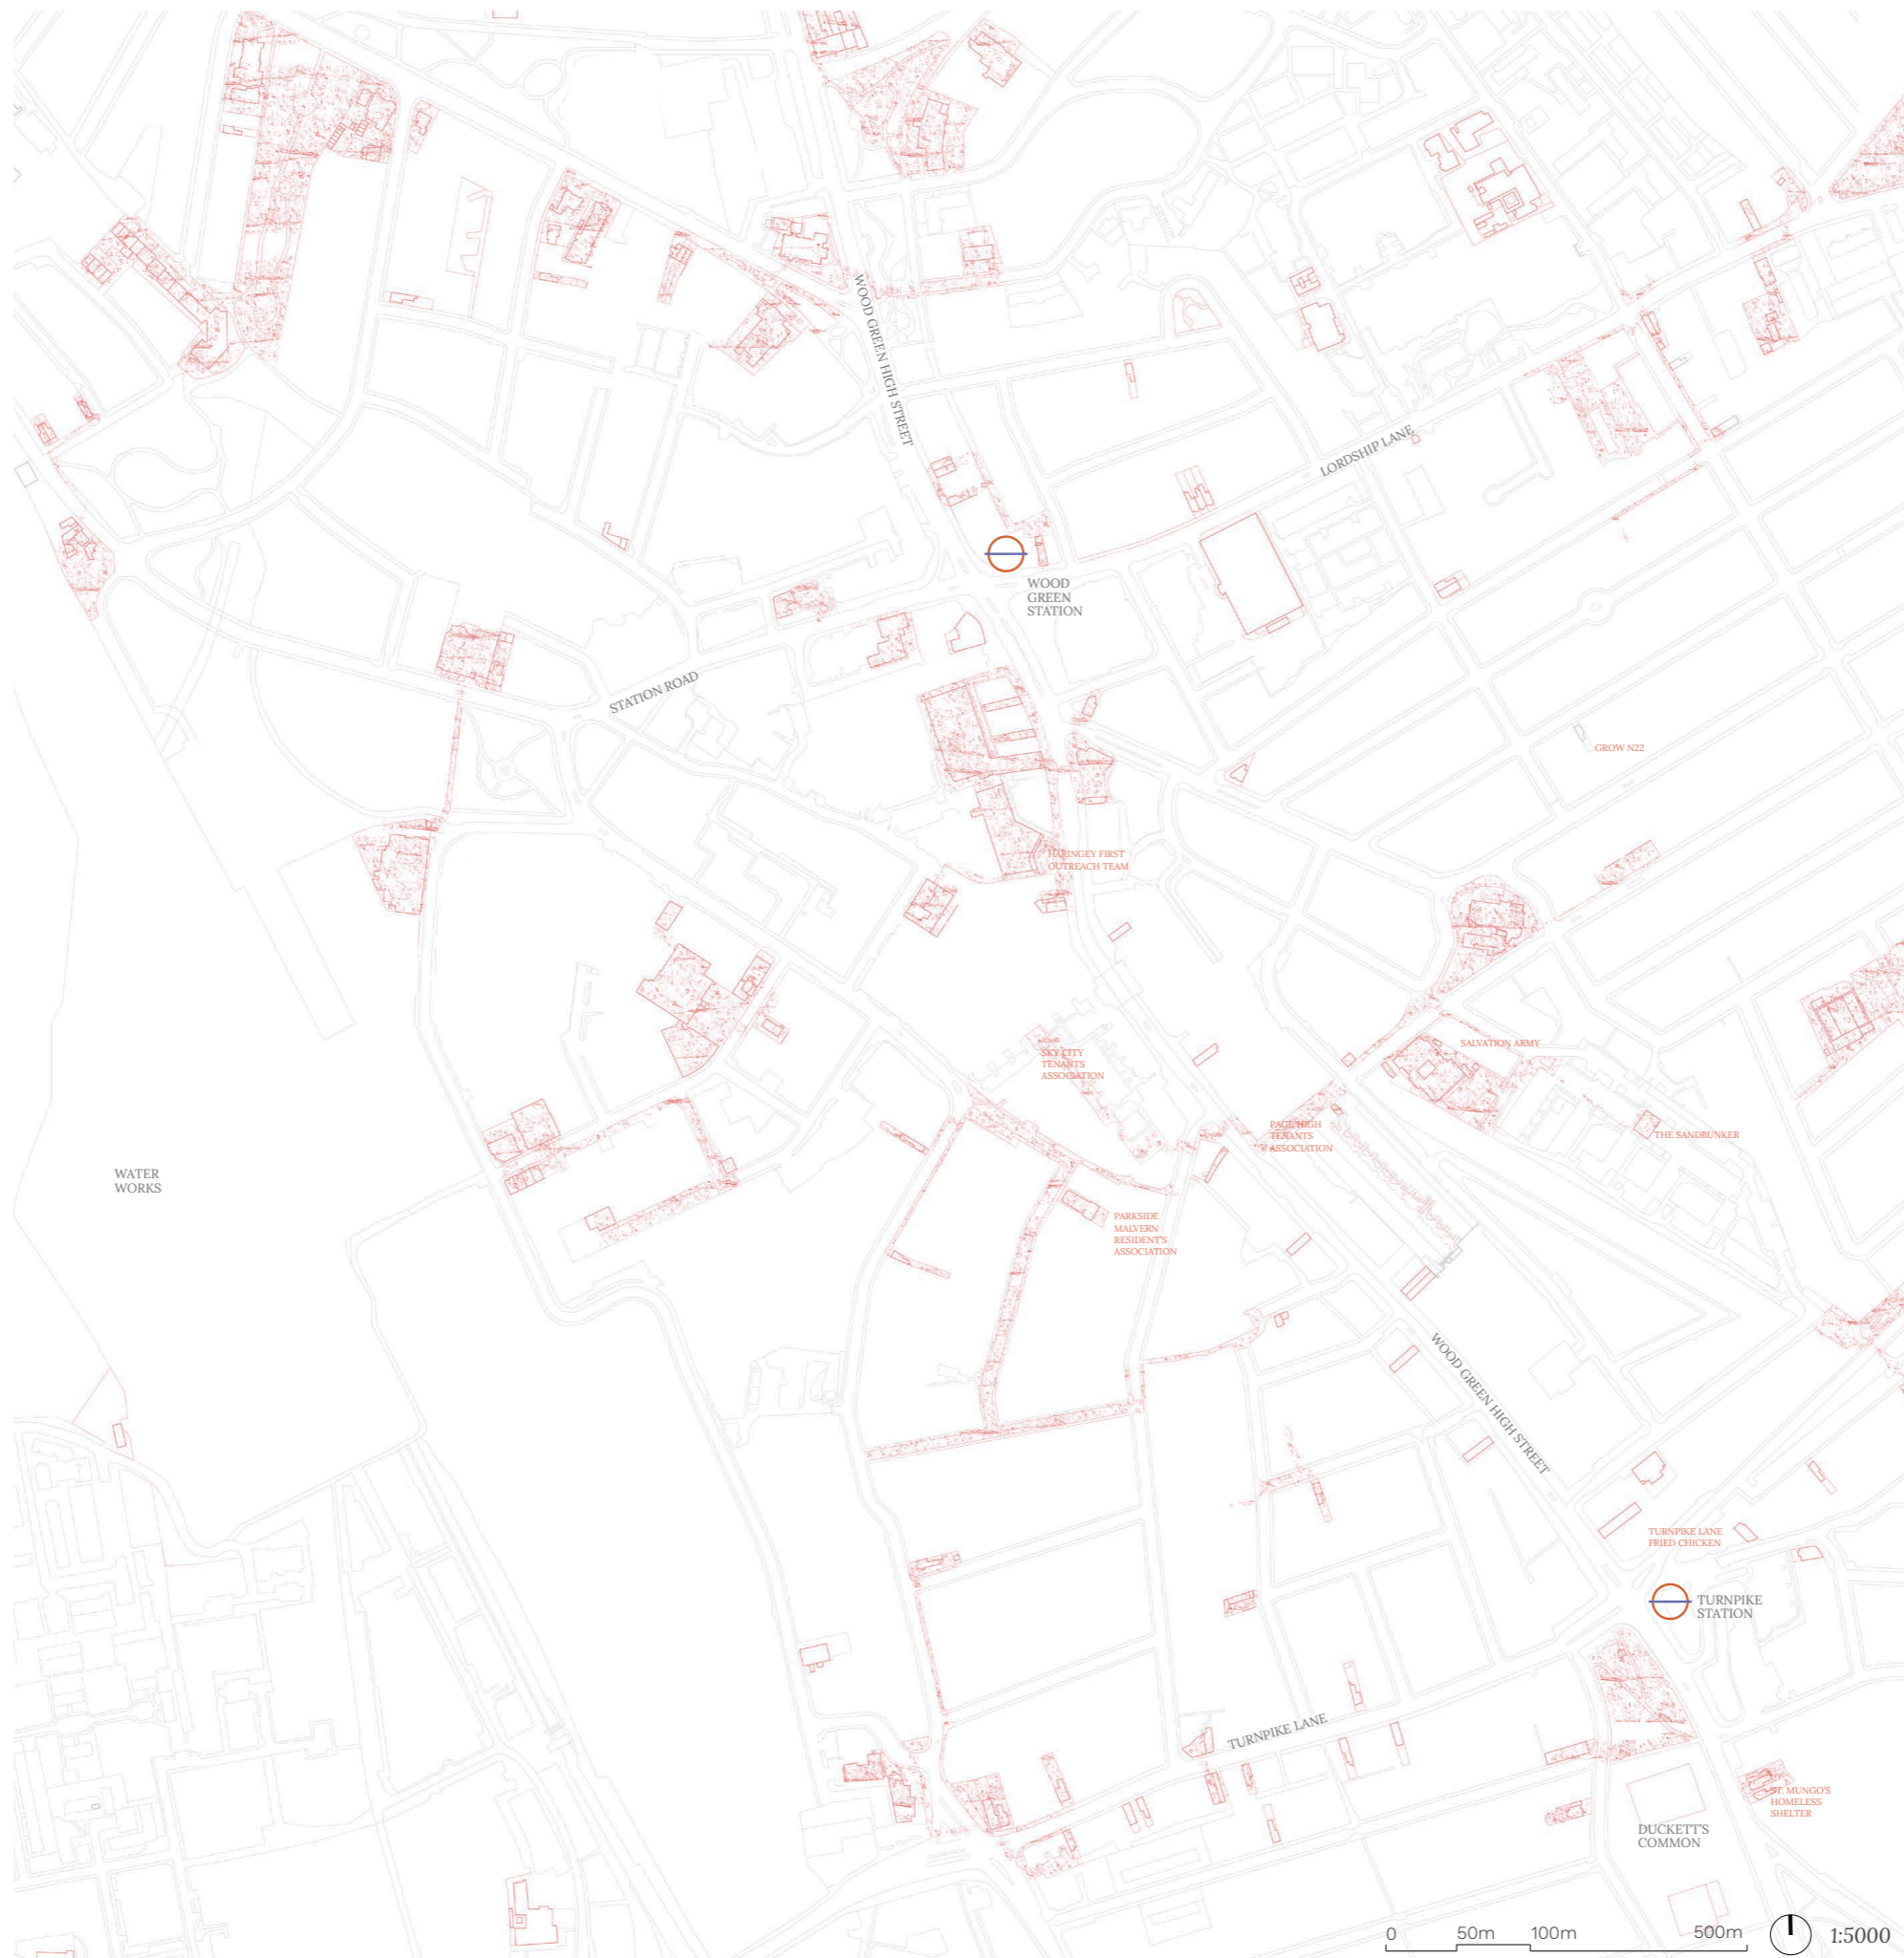 WOOD GREEN HIGH STREET
LORDSHIP LANE
WOOD
GREEN
STATION
STATION ROAD
GROW N22
HARINGEY FIRST
OUTREACH TEAM
SALVATION ARMY
SKY CITY
TENANTS
ASSOCIATION
PAGE HIGH
TENANTS
ASSOCIATION
THE SANDBUNKER
WATER
WORKS
PARKSIDE
MALVERN
RESIDENT'S
ASSOCIATION
WOOD GREEN HIGH STREET
TURNPIKE LANE
FRIED CHICKEN
TURNPIKE
STATION
TURNPIKE LANE
ST. MUNGO'S
HOMELESS
SHELTER
DUCKETT'S
COMMON
0 50m 100m 500m 1:5000